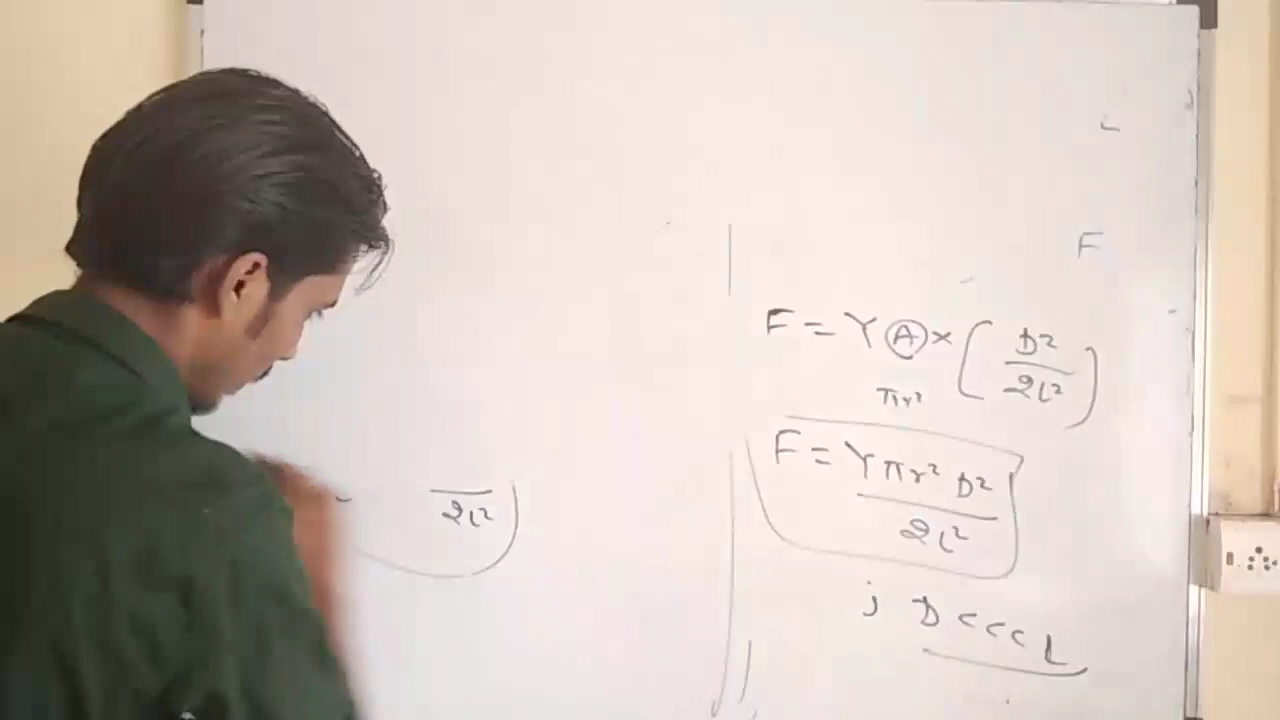 L
F
F = Y A × ( D² / 2L² )
πr²
F = Yπr² D² / 2L²
; D <<< L
2L²